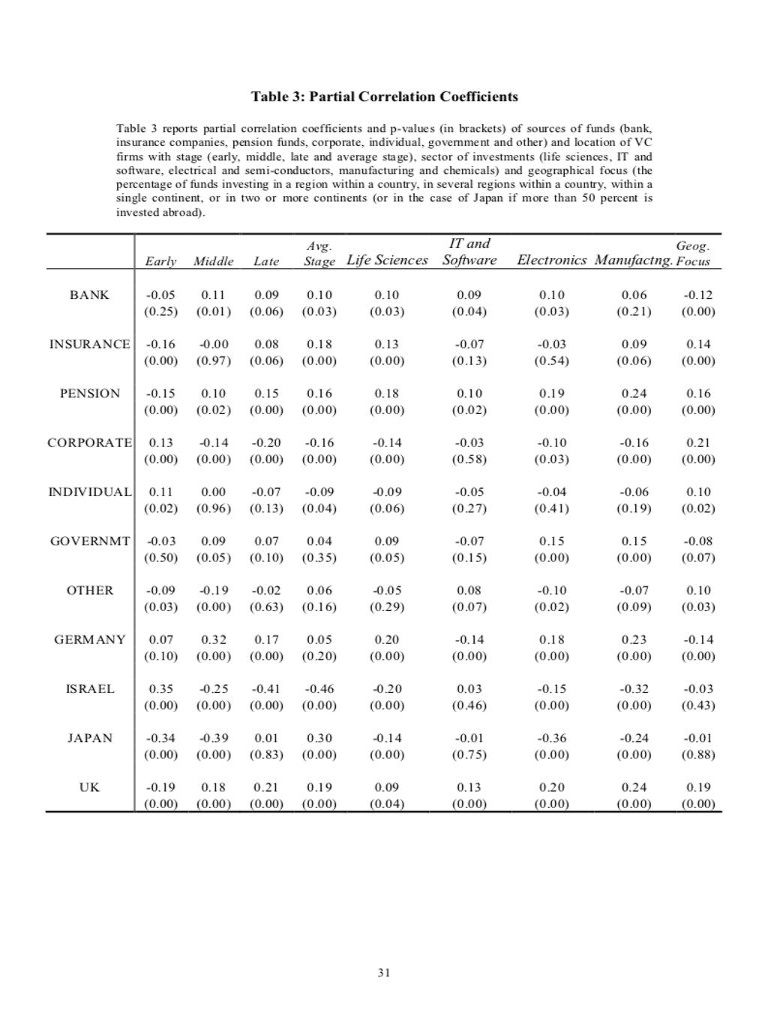 Table 3: Partial Correlation Coefficients
Table 3 reports partial correlation coefficients and p-values (in brackets) of sources of funds (bank,
insurance companies, pension funds, corporate, individual, government and other) and location of VC
firms with stage (early, middle, late and average stage), sector of investments (life sciences, IT and
software, electrical and semi-conductors, manufacturing and chemicals) and geographical focus (the
percentage of funds investing in a region within a country, in several regions within a country, within a
single continent, or in two or more continents (or in the case of Japan if more than 50 percent is
invested abroad).
Avg. IT and Geog.
Early Middle Late Stage Life Sciences Software Electronics Manufactng. Focus
BANK -0.05 0.11 0.09 0.10 0.10 0.09 0.10 0.06 -0.12
(0.25) (0.01) (0.06) (0.03) (0.03) (0.04) (0.03) (0.21) (0.00)
INSURANCE -0.16 -0.00 0.08 0.18 0.13 -0.07 -0.03 0.09 0.14
(0.00) (0.97) (0.06) (0.00) (0.00) (0.13) (0.54) (0.06) (0.00)
PENSION -0.15 0.10 0.15 0.16 0.18 0.10 0.19 0.24 0.16
(0.00) (0.02) (0.00) (0.00) (0.00) (0.02) (0.00) (0.00) (0.00)
CORPORATE 0.13 -0.14 -0.20 -0.16 -0.14 -0.03 -0.10 -0.16 0.21
(0.00) (0.00) (0.00) (0.00) (0.00) (0.58) (0.03) (0.00) (0.00)
INDIVIDUAL 0.11 0.00 -0.07 -0.09 -0.09 -0.05 -0.04 -0.06 0.10
(0.02) (0.96) (0.13) (0.04) (0.06) (0.27) (0.41) (0.19) (0.02)
GOVERNMT -0.03 0.09 0.07 0.04 0.09 -0.07 0.15 0.15 -0.08
(0.50) (0.05) (0.10) (0.35) (0.05) (0.15) (0.00) (0.00) (0.07)
OTHER -0.09 -0.19 -0.02 0.06 -0.05 0.08 -0.10 -0.07 0.10
(0.03) (0.00) (0.63) (0.16) (0.29) (0.07) (0.02) (0.09) (0.03)
GERMANY 0.07 0.32 0.17 0.05 0.20 -0.14 0.18 0.23 -0.14
(0.10) (0.00) (0.00) (0.20) (0.00) (0.00) (0.00) (0.00) (0.00)
ISRAEL 0.35 -0.25 -0.41 -0.46 -0.20 0.03 -0.15 -0.32 -0.03
(0.00) (0.00) (0.00) (0.00) (0.00) (0.46) (0.00) (0.00) (0.43)
JAPAN -0.34 -0.39 0.01 0.30 -0.14 -0.01 -0.36 -0.24 -0.01
(0.00) (0.00) (0.83) (0.00) (0.00) (0.75) (0.00) (0.00) (0.88)
UK -0.19 0.18 0.21 0.19 0.09 0.13 0.20 0.24 0.19
(0.00) (0.00) (0.00) (0.00) (0.04) (0.00) (0.00) (0.00) (0.00)
31